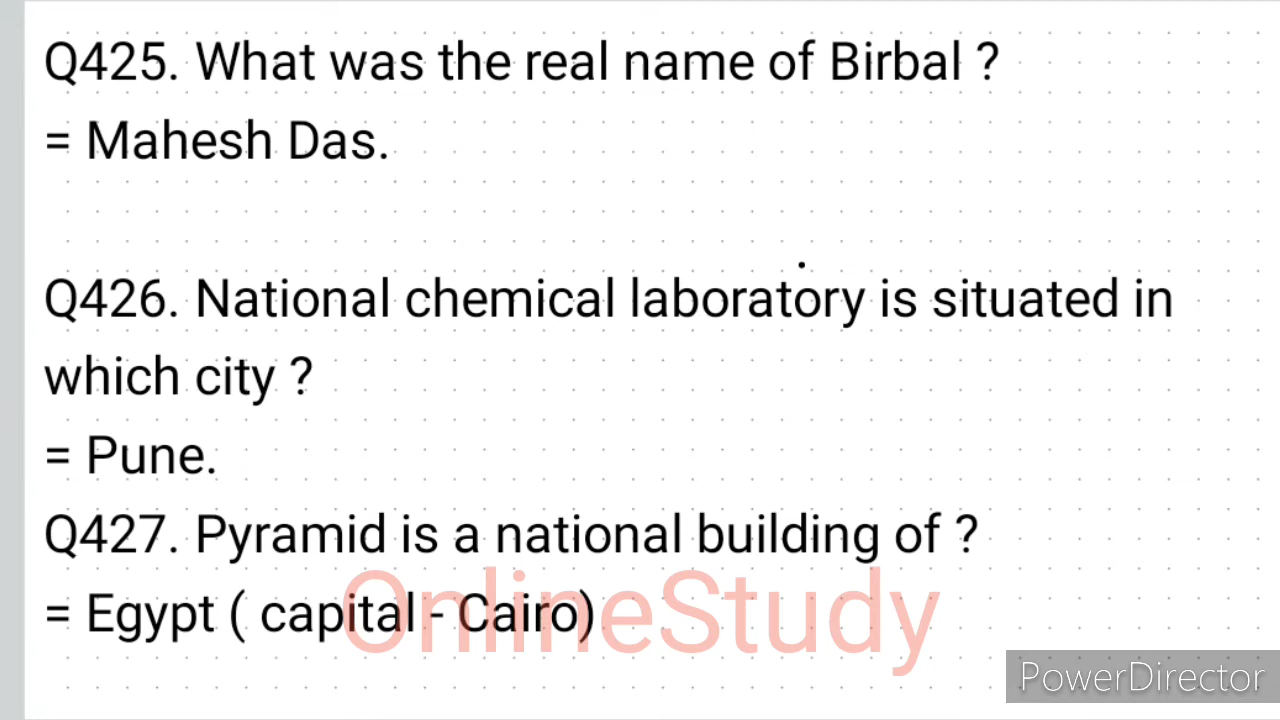 Q425. What was the real name of Birbal ?
= Mahesh Das.
Q426. National chemical laboratory is situated in
which city ?
= Pune.
Q427. Pyramid is a national building of ?
= Egypt ( capital - Cairo)
OnlineStudy
PowerDirector